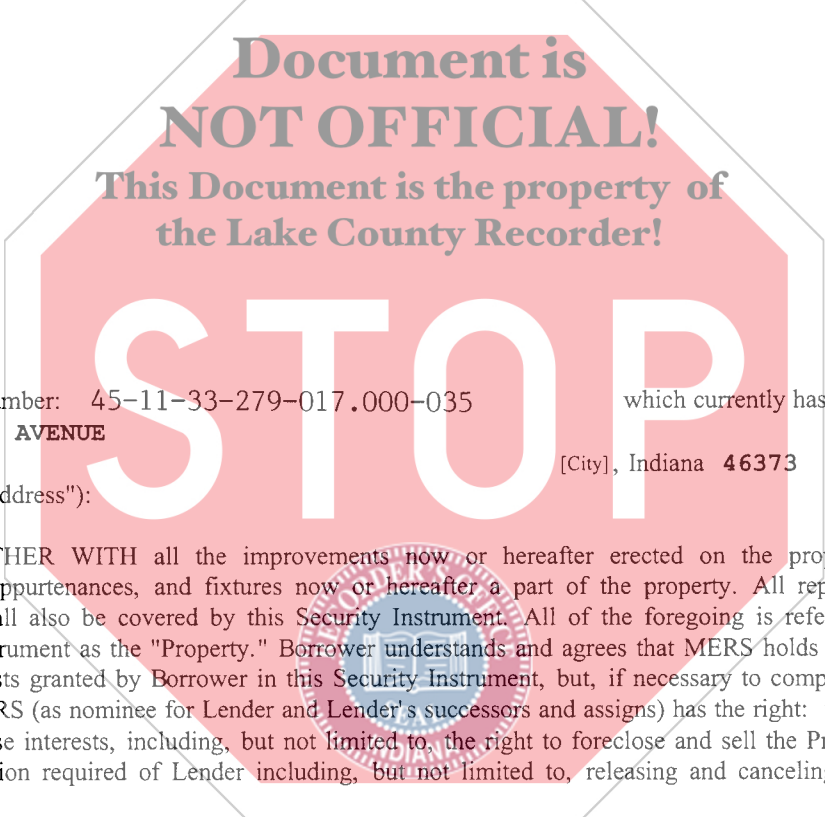 Document is
NOT OFFICIAL!
This Document is the property of
the Lake County Recorder!
STOP
mber: 45-11-33-279-017.000-035 which currently has
AVENUE
[City], Indiana 46373
ddress"):
THER WITH all the improvements now or hereafter erected on the prop
ppurtenances, and fixtures now or hereafter a part of the property. All rep
ll also be covered by this Security Instrument. All of the foregoing is refe
rument as the "Property." Borrower understands and agrees that MERS holds
sts granted by Borrower in this Security Instrument, but, if necessary to comp
RS (as nominee for Lender and Lender's successors and assigns) has the right:
se interests, including, but not limited to, the right to foreclose and sell the Pr
ion required of Lender including, but not limited to, releasing and canceling
SEAL
INDIANA